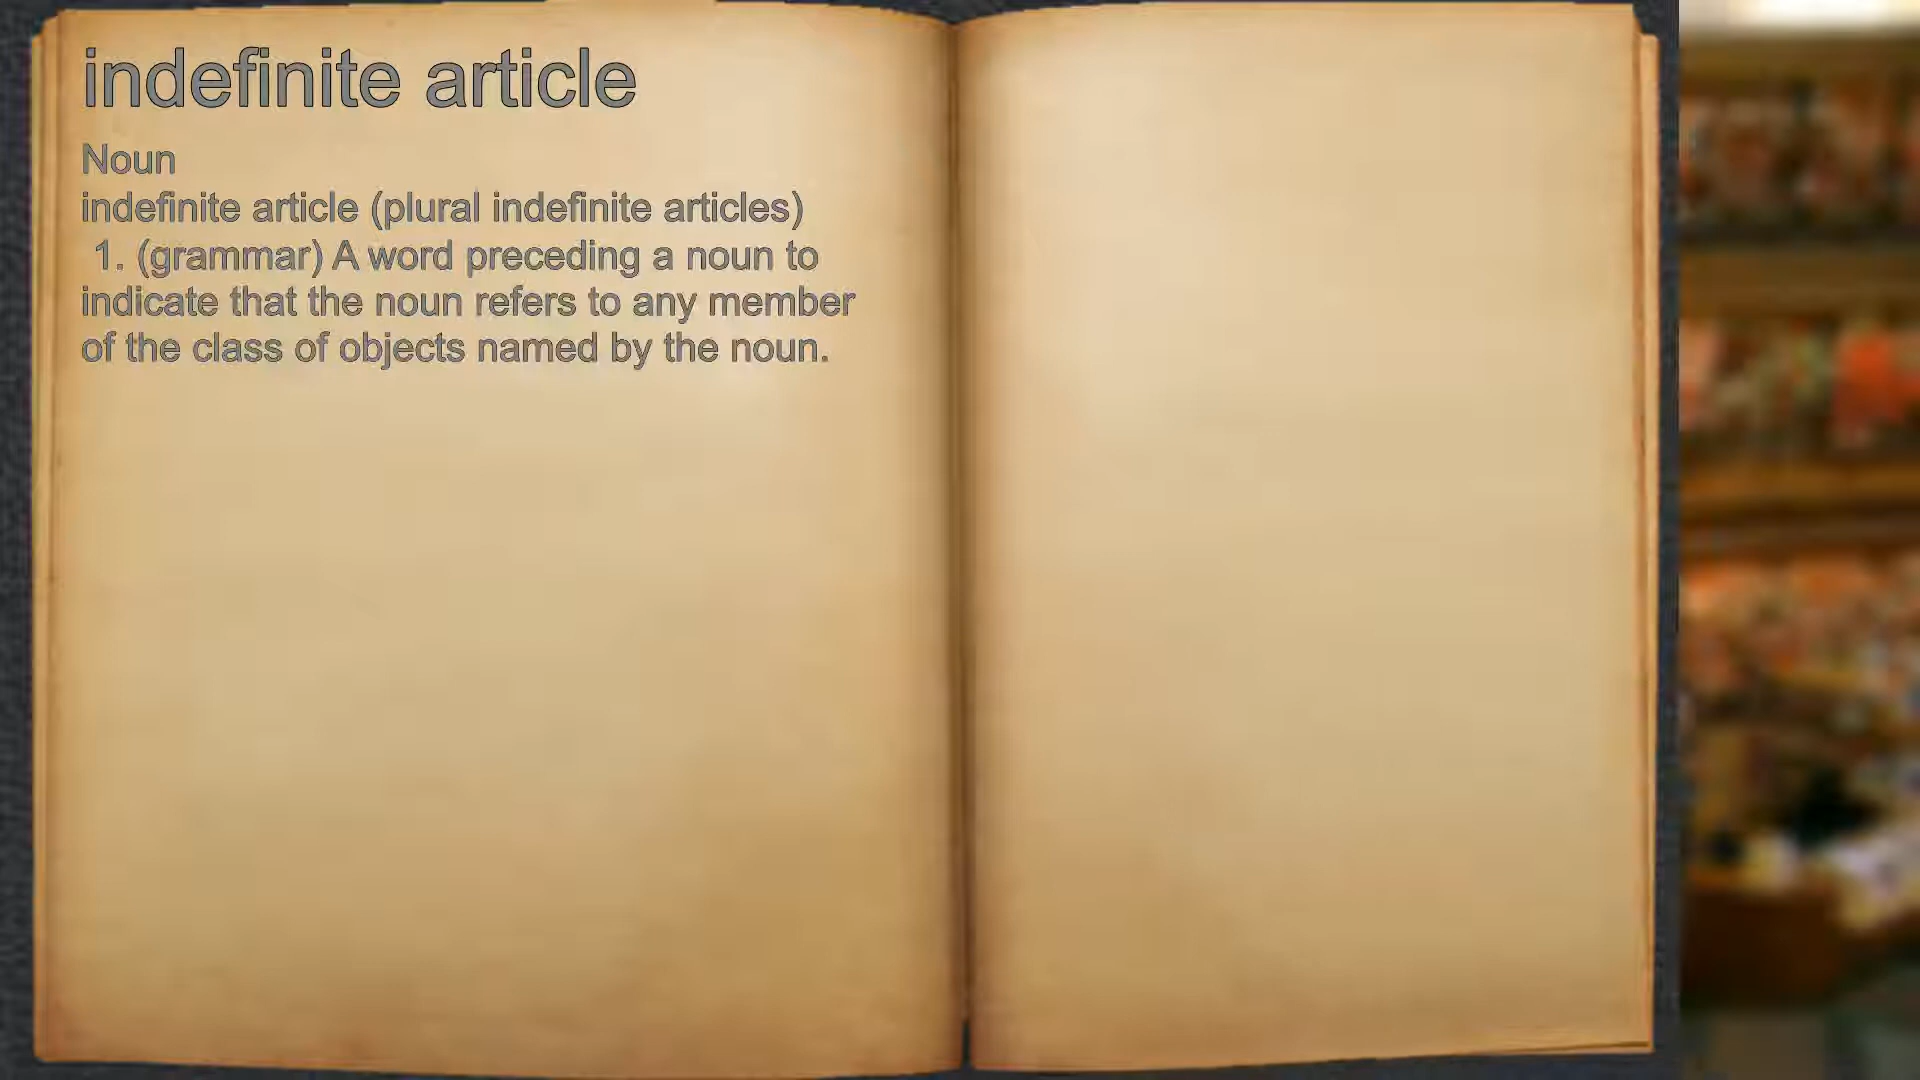 indefinite article
Noun
indefinite article (plural indefinite articles)
1. (grammar) A word preceding a noun to
indicate that the noun refers to any member
of the class of objects named by the noun.